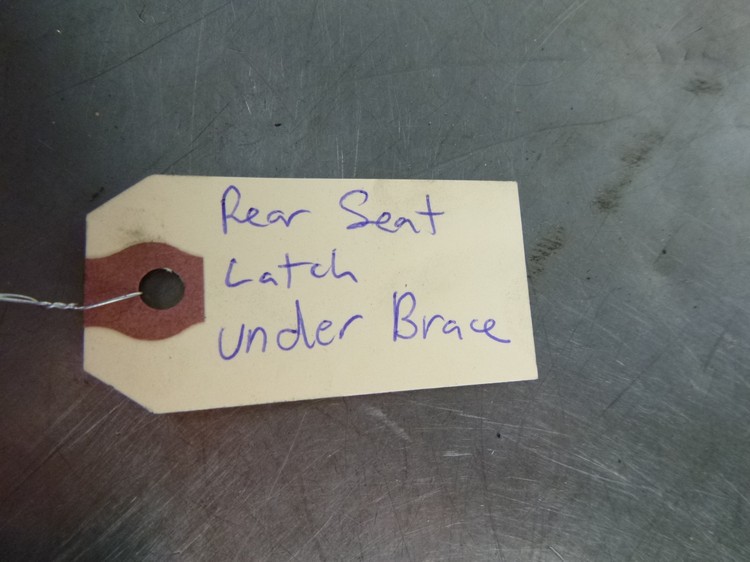 Rear Seat
Latch
under Brace